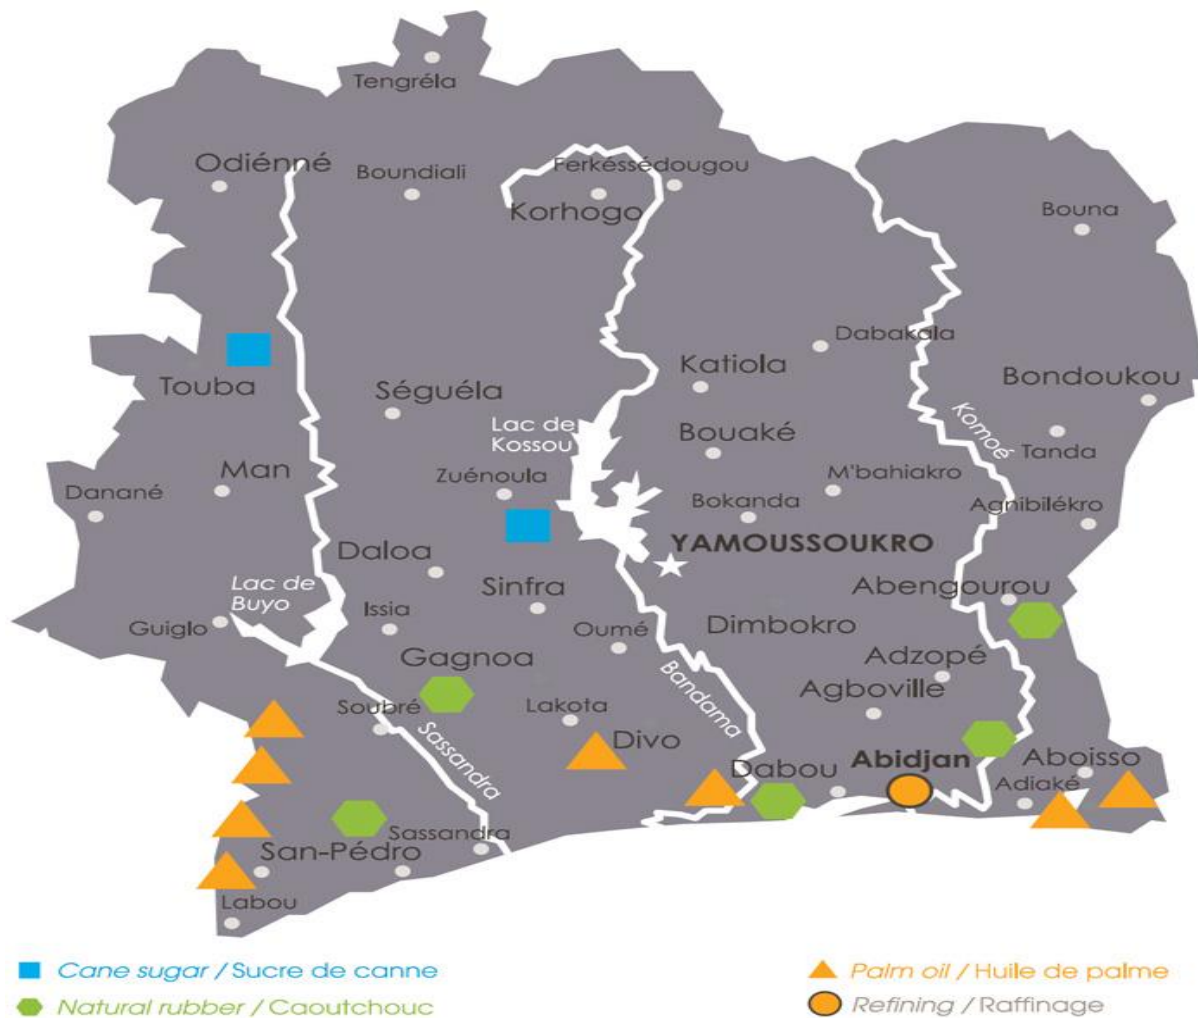 Tengréla
Odiénné
Boundiali
Ferkéssédougou
Korhogo
Bouna
Dabakala
Touba
Séguéla
Katiola
Bondoukou
Lac de
Kossou
Bouaké
Komoé
Tanda
Man
Zuénoula
M'bahiakro
Danané
Bokanda
Agnibilékro
YAMOUSSOUKRO
Daloa
Lac de
Buyo
Sinfra
Abengourou
Issia
Guiglo
Oumé
Dimbokro
Gagnoa
Adzopé
Agboville
Bandama
Soubré
Lakota
Sassandra
Divo
Dabou
Abidjan
Aboisso
Adiaké
Sassandra
San-Pédro
Labou
Cane sugar / Sucre de canne
Palm oil / Huile de palme
Natural rubber / Caoutchouc
Refining / Raffinage